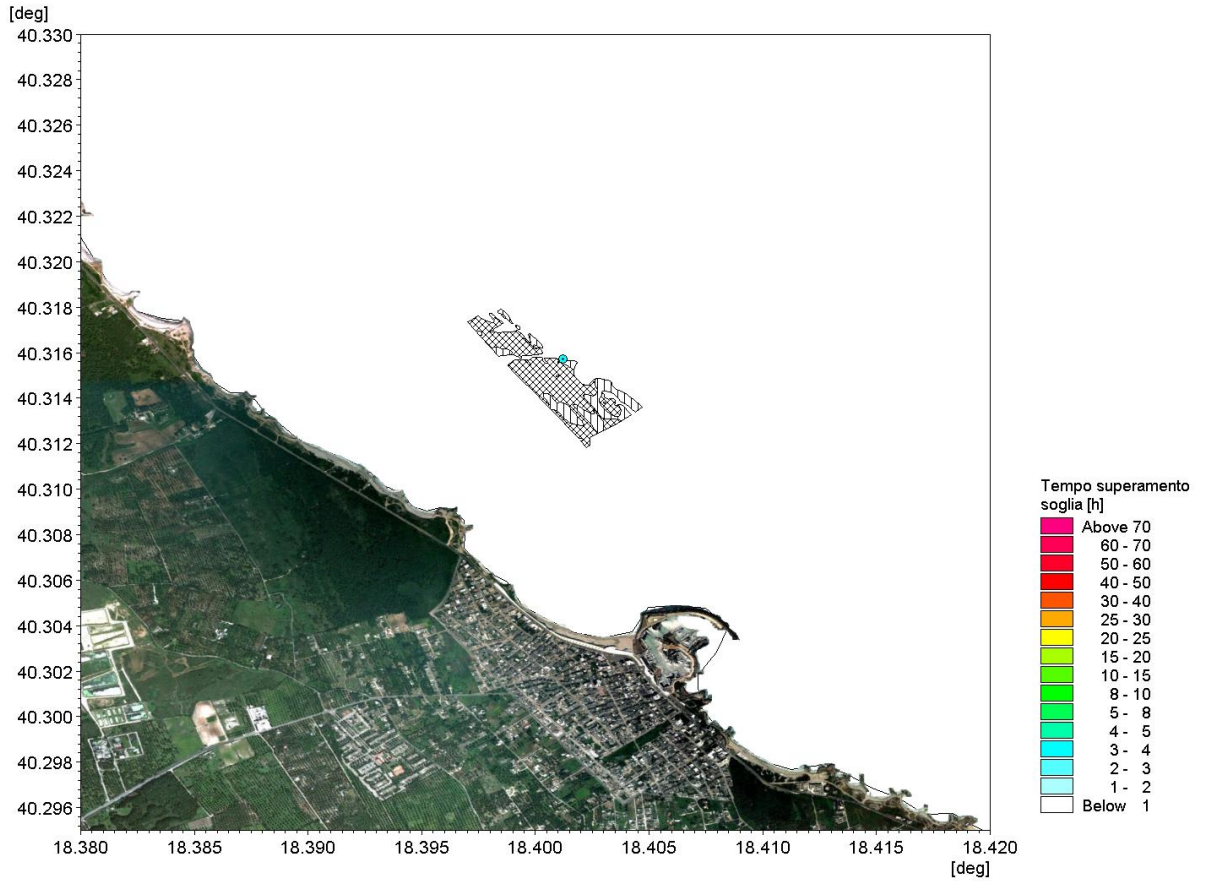 [deg]
40.330
40.328
40.326
40.324
40.322
40.320
40.318
40.316
40.314
40.312
40.310
40.308
40.306
40.304
40.302
40.300
40.298
40.296
18.380 18.385 18.390 18.395 18.400 18.405 18.410 18.415 18.420
[deg]
Tempo superamento
soglia [h]
Above 70
60 - 70
50 - 60
40 - 50
30 - 40
25 - 30
20 - 25
15 - 20
10 - 15
8 - 10
5 - 8
4 - 5
3 - 4
2 - 3
1 - 2
Below 1